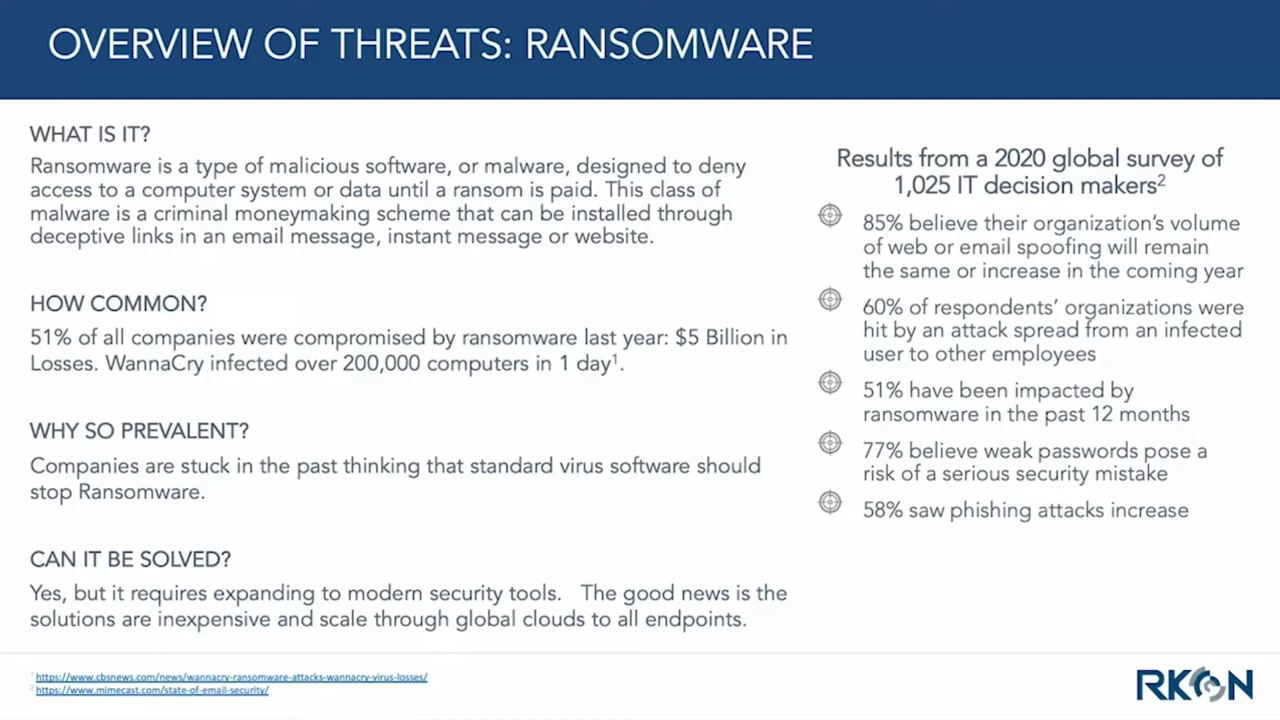 OVERVIEW OF THREATS: RANSOMWARE
WHAT IS IT?
Ransomware is a type of malicious software, or malware, designed to deny
access to a computer system or data until a ransom is paid. This class of
malware is a criminal moneymaking scheme that can be installed through
deceptive links in an email message, instant message or website.
HOW COMMON?
51% of all companies were compromised by ransomware last year: $5 Billion in
Losses. WannaCry infected over 200,000 computers in 1 day¹.
WHY SO PREVALENT?
Companies are stuck in the past thinking that standard virus software should
stop Ransomware.
CAN IT BE SOLVED?
Yes, but it requires expanding to modern security tools.   The good news is the
solutions are inexpensive and scale through global clouds to all endpoints.
Results from a 2020 global survey of
1,025 IT decision makers²
85% believe their organization's volume
of web or email spoofing will remain
the same or increase in the coming year
60% of respondents' organizations were
hit by an attack spread from an infected
user to other employees
51% have been impacted by
ransomware in the past 12 months
77% believe weak passwords pose a
risk of a serious security mistake
58% saw phishing attacks increase
¹ https://www.cbsnews.com/news/wannacry-ransomware-attacks-wannacry-virus-losses/
² https://www.mimecast.com/state-of-email-security/
RKON